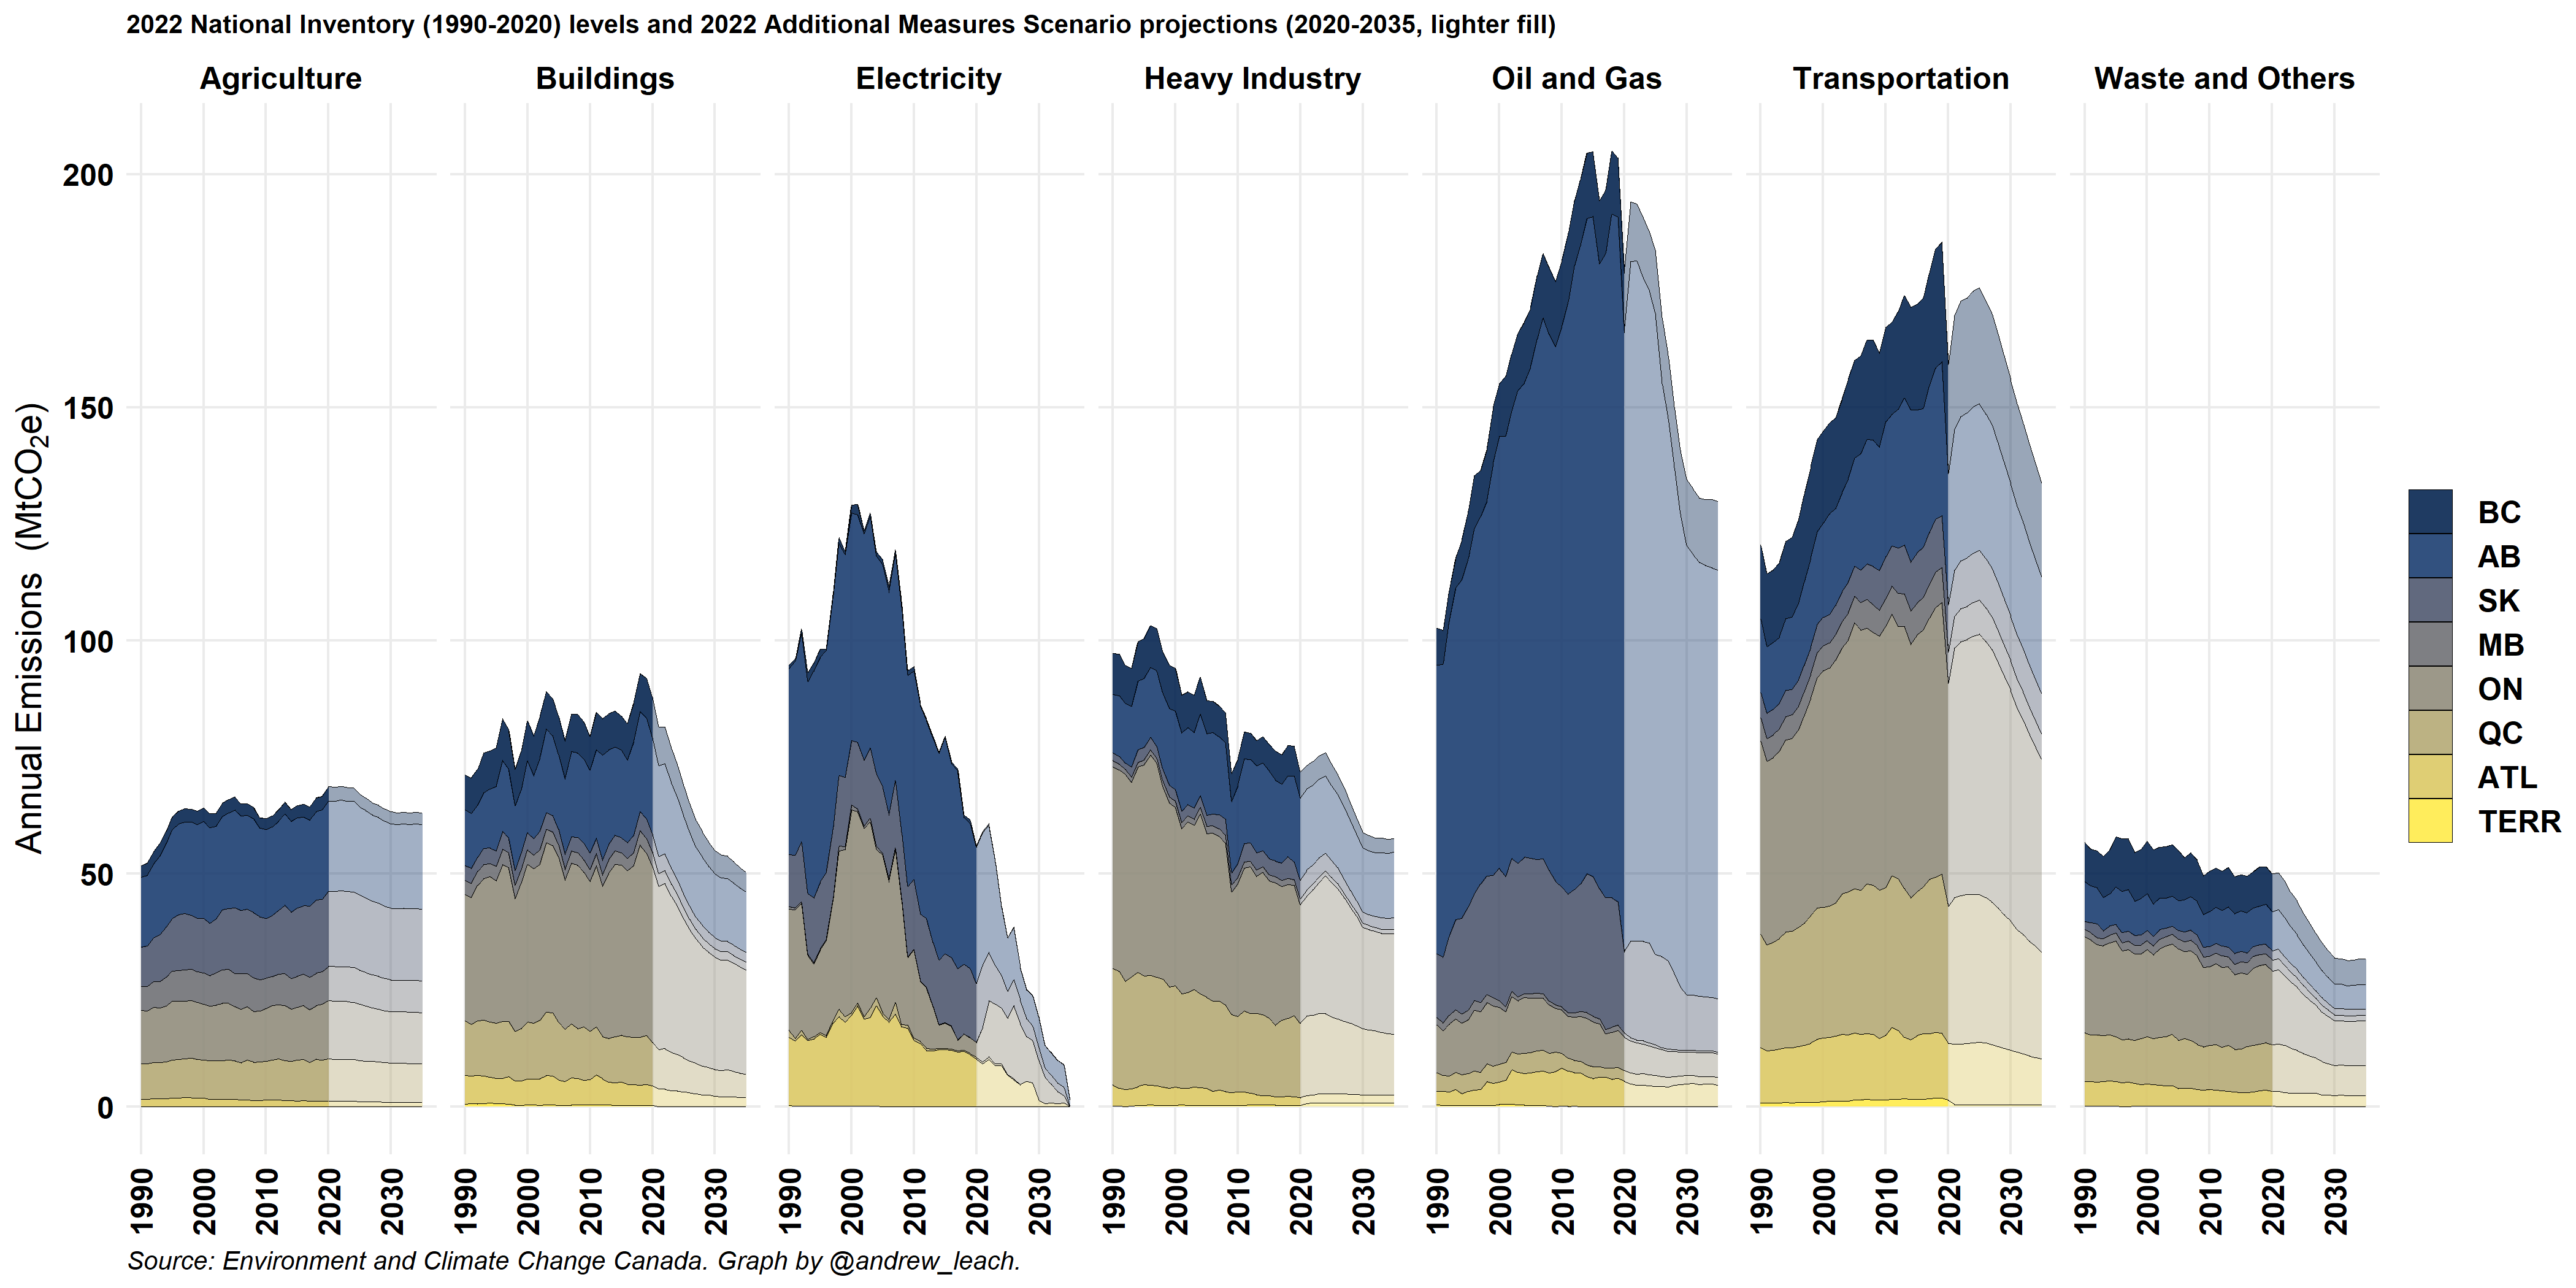 2022 National Inventory (1990-2020) levels and 2022 Additional Measures Scenario projections (2020-2035, lighter fill)
Agriculture Buildings Electricity Heavy Industry Oil and Gas Transportation Waste and Others
Annual Emissions (MtCO₂e)
200
150
100
50
0
1990 2000 2010 2020 2030 1990 2000 2010 2020 2030 1990 2000 2010 2020 2030 1990 2000 2010 2020 2030 1990 2000 2010 2020 2030 1990 2000 2010 2020 2030 1990 2000 2010 2020 2030
BC
AB
SK
MB
ON
QC
ATL
TERR
Source: Environment and Climate Change Canada. Graph by @andrew_leach.